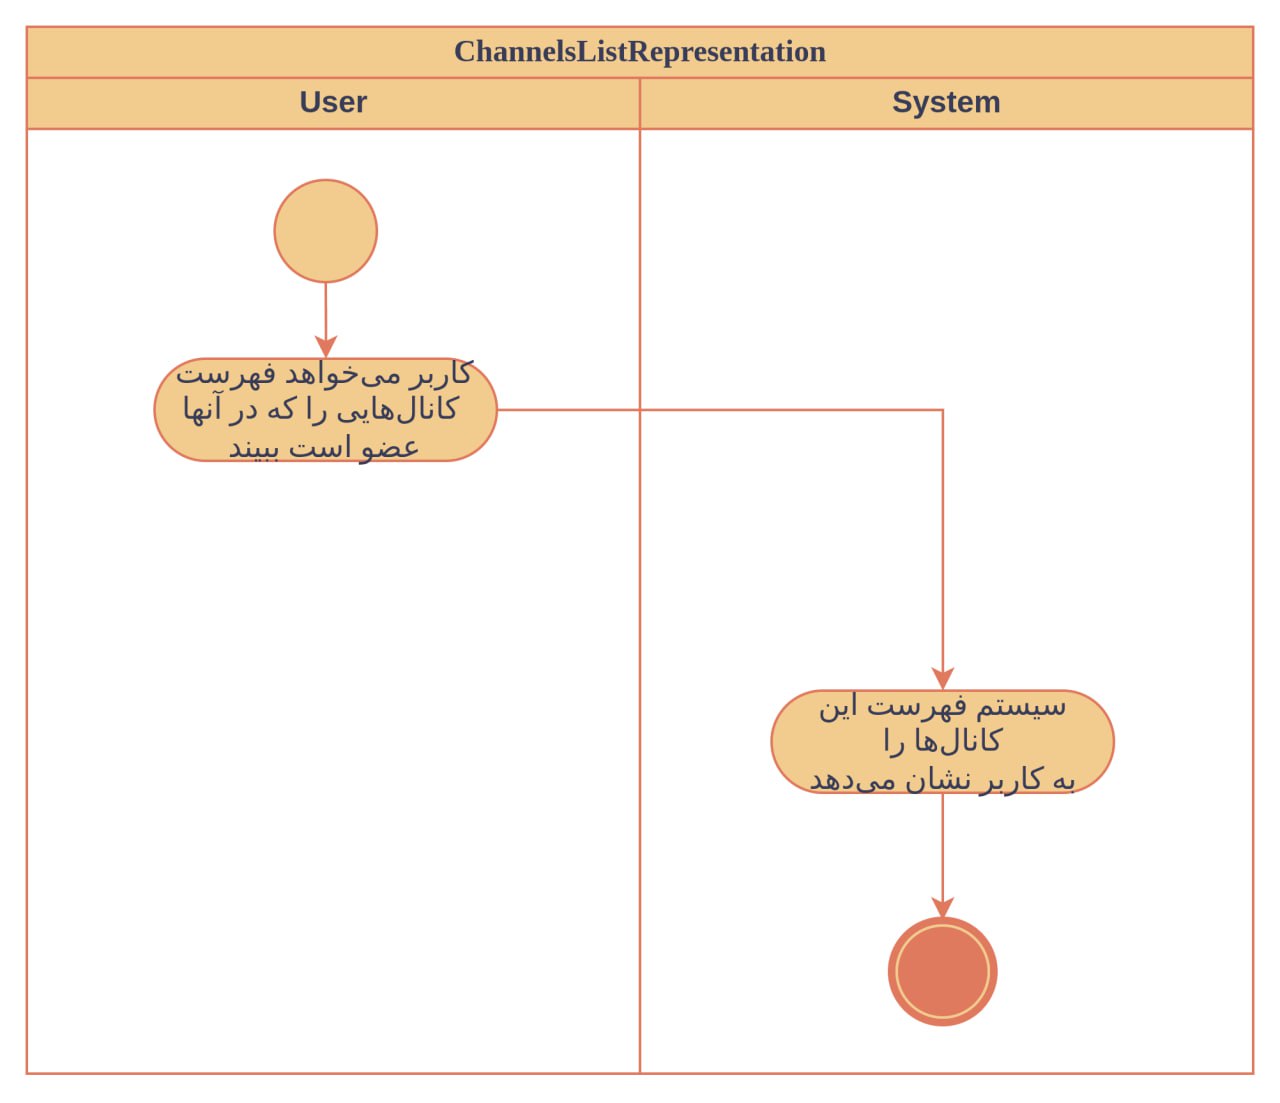 ChannelsListRepresentation
User
System
کاربر می‌خواهد فهرست
کانال‌هایی را که در آنها
عضو است ببیند
سیستم فهرست این
کانال‌ها را
به کاربر نشان می‌دهد